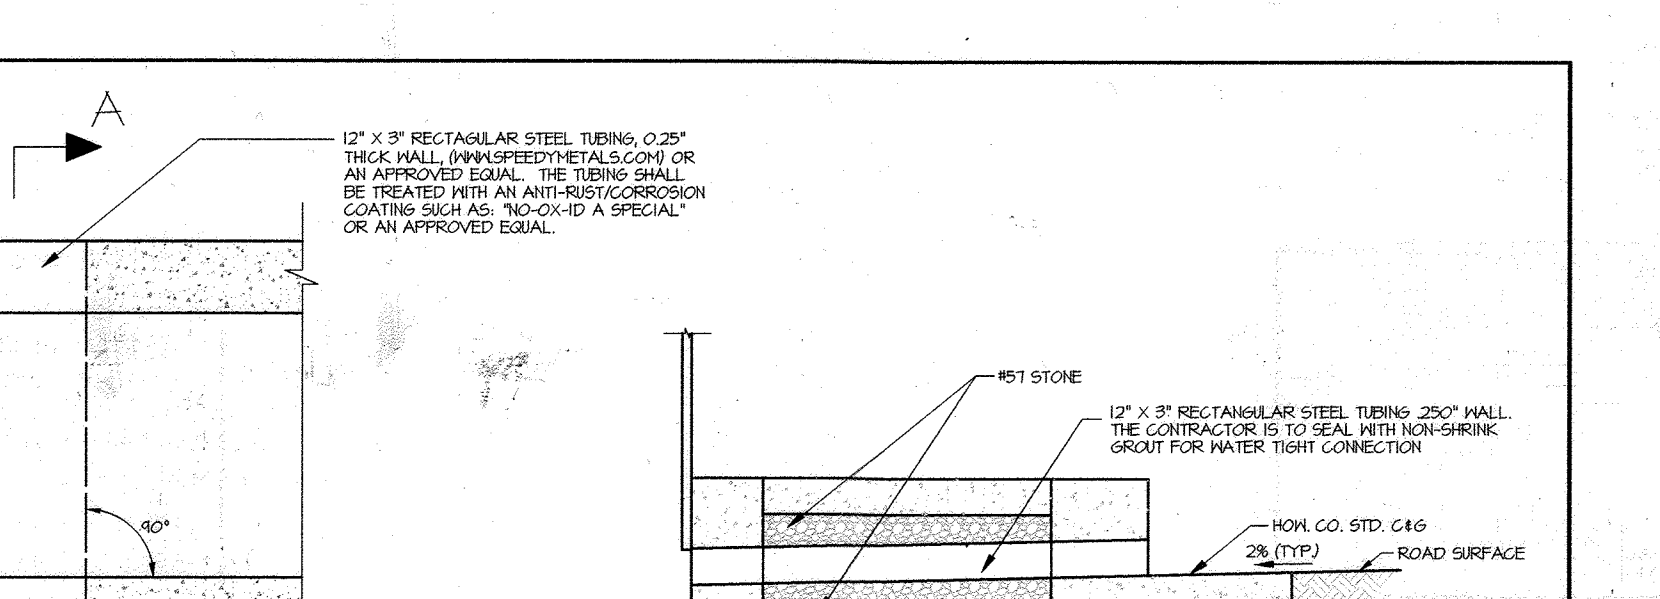 A
12" X 3" RECTAGULAR STEEL TUBING, 0.25"
THICK WALL, (WWW.SPEEDYMETALS.COM) OR
AN APPROVED EQUAL. THE TUBING SHALL
BE TREATED WITH AN ANTI-RUST/CORROSION
COATING SUCH AS: "NO-OX-ID A SPECIAL"
OR AN APPROVED EQUAL.
#57 STONE
12" X 3" RECTANGULAR STEEL TUBING .250" WALL.
THE CONTRACTOR IS TO SEAL WITH NON-SHRINK
GROUT FOR WATER TIGHT CONNECTION
90°
HOW. CO. STD. C&G
2% (TYP.)
ROAD SURFACE